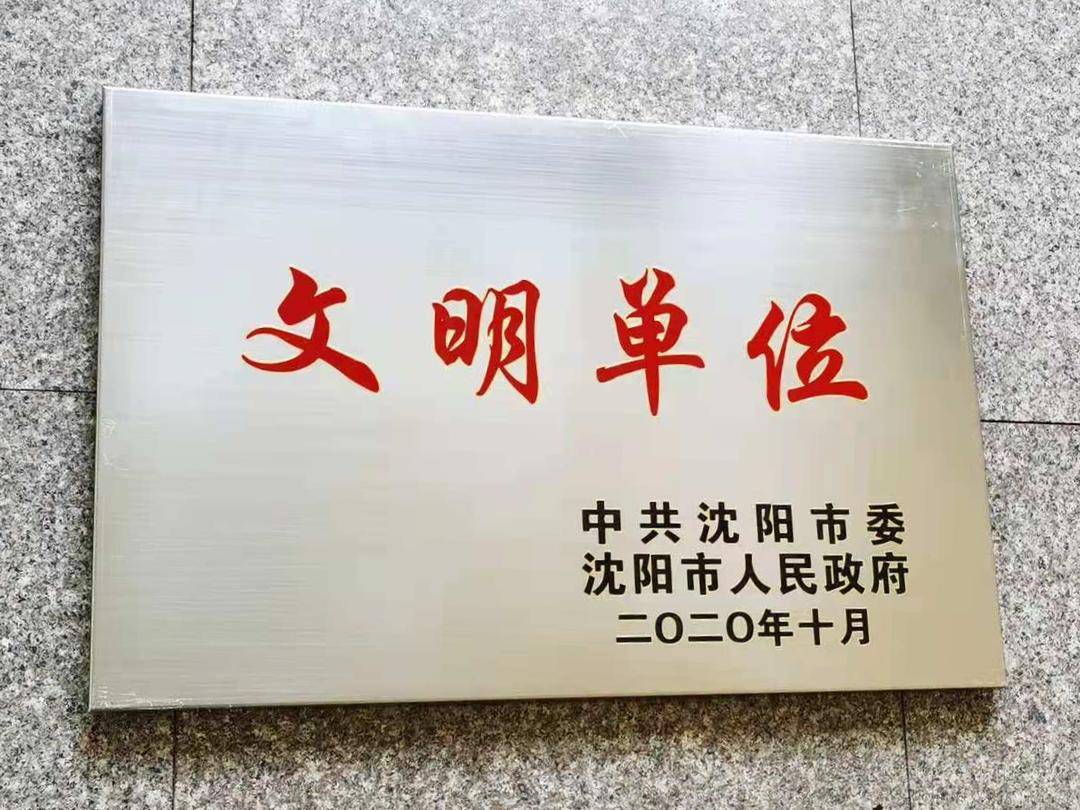 文明单位
中共沈阳市委
沈阳市人民政府
二〇二〇年十月